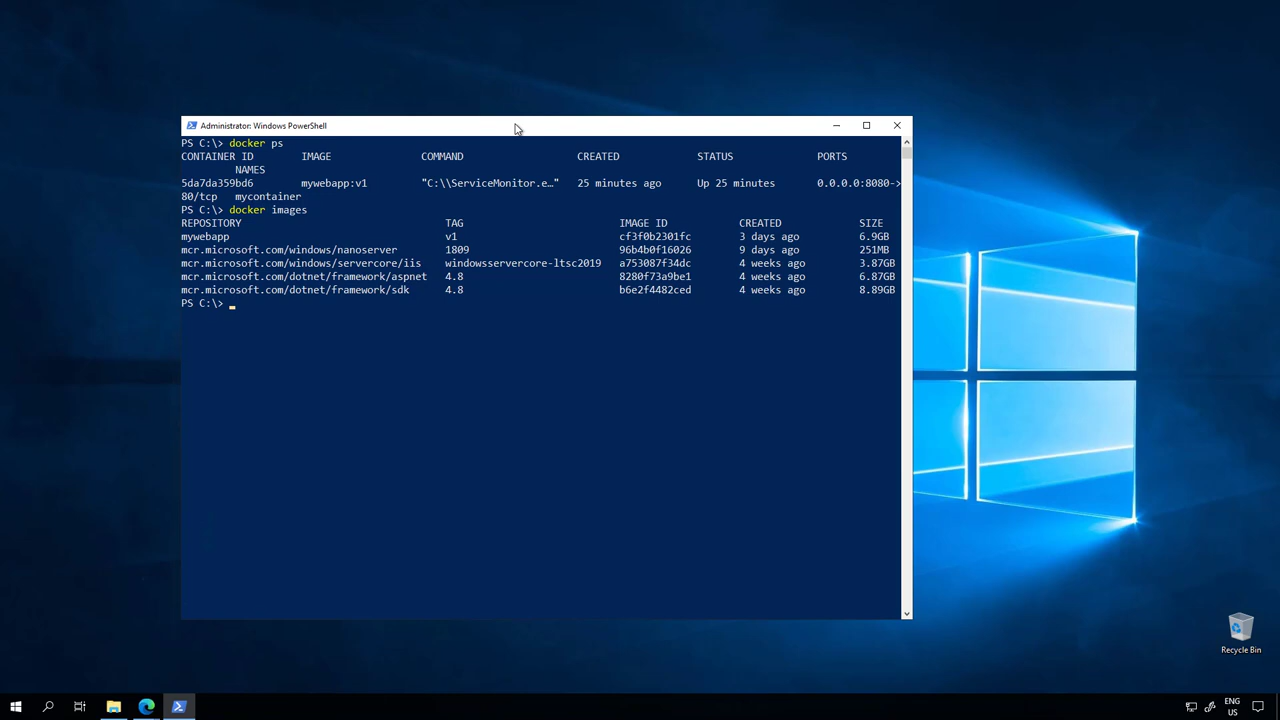 Administrator: Windows PowerShell
PS C:\> docker ps
CONTAINER ID IMAGE COMMAND CREATED STATUS PORTS
NAMES
5da7da359bd6 mywebapp:v1 "C:\\ServiceMonitor.e…" 25 minutes ago Up 25 minutes 0.0.0.0:8080->
80/tcp mycontainer
PS C:\> docker images
REPOSITORY TAG IMAGE ID CREATED SIZE
mywebapp v1 cf3f0b2301fc 3 days ago 6.9GB
mcr.microsoft.com/windows/nanoserver 1809 96b4b0f16026 9 days ago 251MB
mcr.microsoft.com/windows/servercore/iis windowsservercore-ltsc2019 a753087f34dc 4 weeks ago 3.87GB
mcr.microsoft.com/dotnet/framework/aspnet 4.8 8280f73a9be1 4 weeks ago 6.87GB
mcr.microsoft.com/dotnet/framework/sdk 4.8 b6e2f4482ced 4 weeks ago 8.89GB
PS C:\>
Recycle Bin
ENG
US